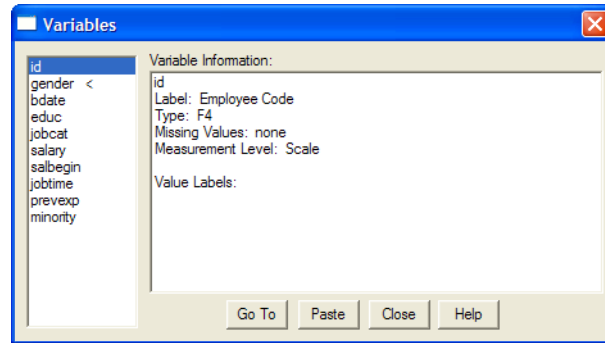 Variables
id
gender <
bdate
educ
jobcat
salary
salbegin
jobtime
prevexp
minority
Variable Information:
id
Label: Employee Code
Type: F4
Missing Values: none
Measurement Level: Scale
Value Labels:
Go To
Paste
Close
Help